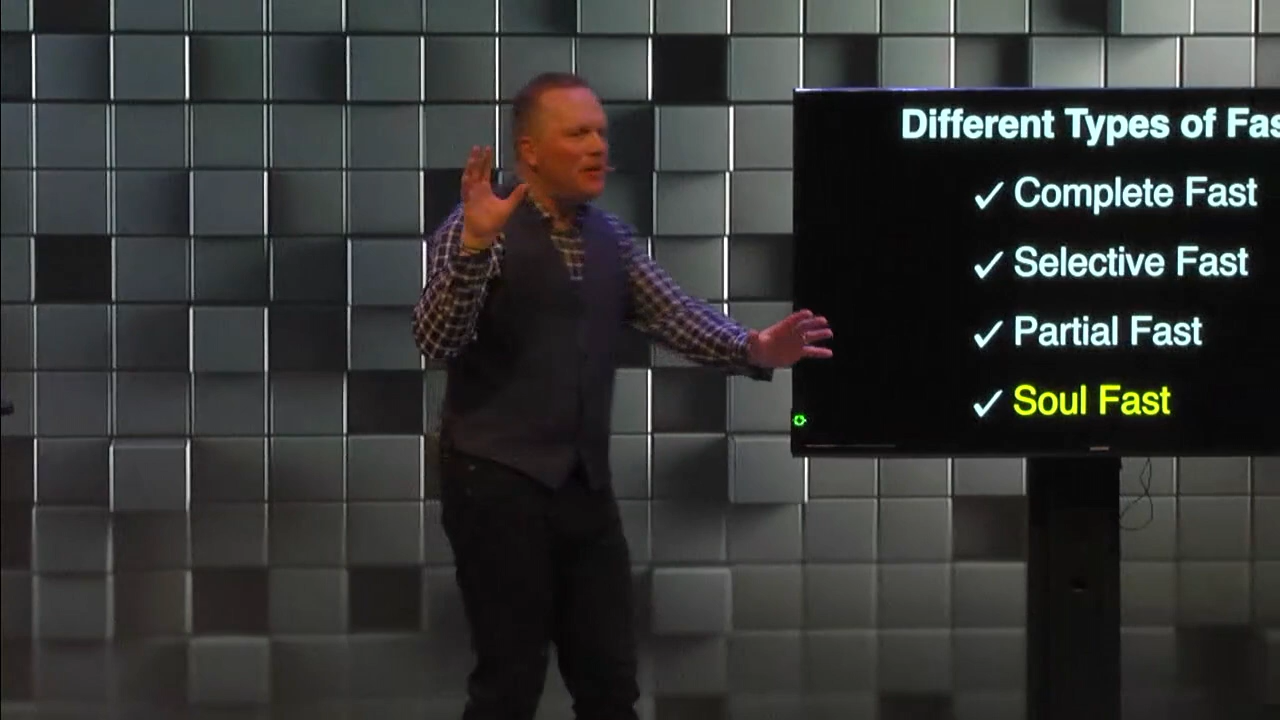 Different Types of Fas
✓ Complete Fast
✓ Selective Fast
✓ Partial Fast
✓ Soul Fast